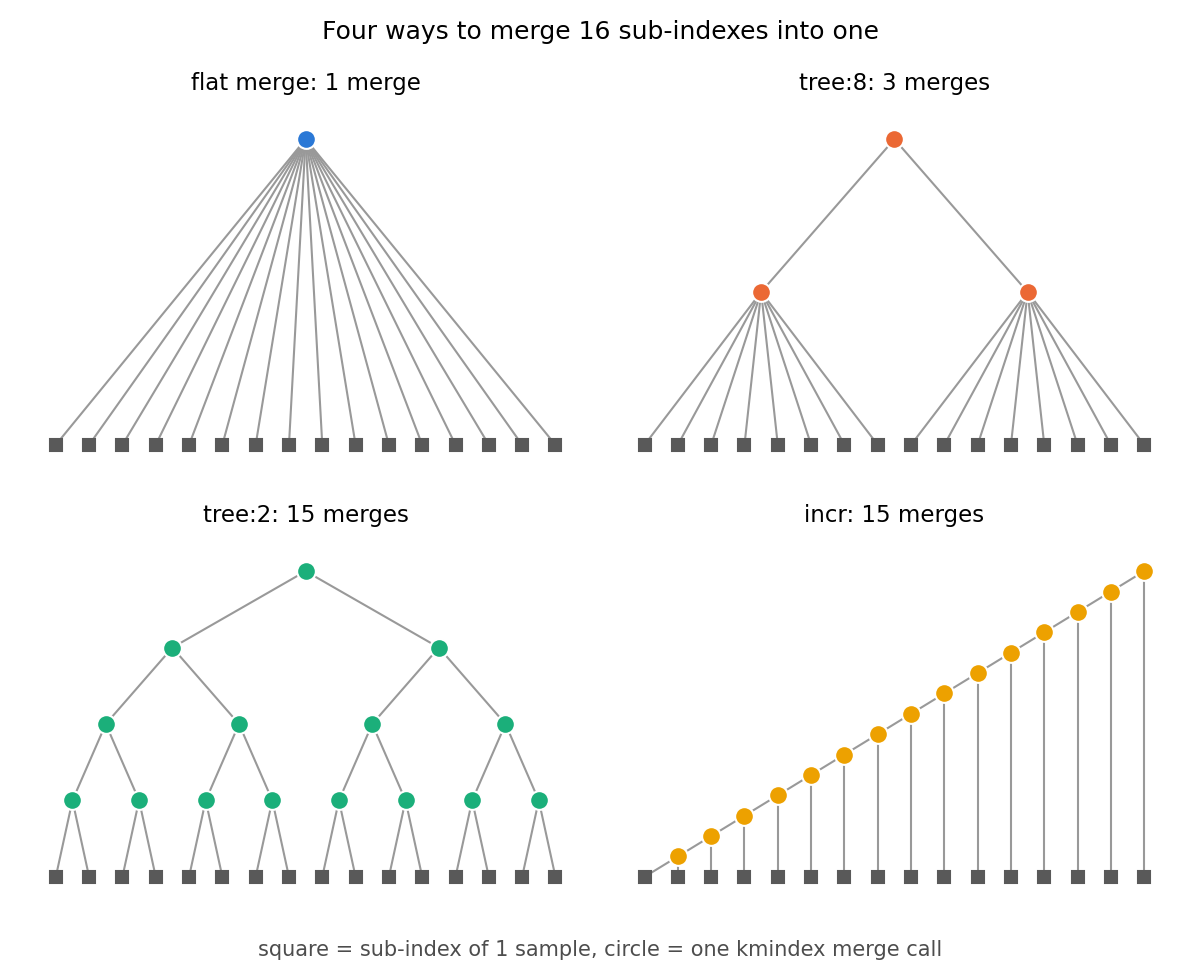 Four ways to merge 16 sub-indexes into one
flat merge: 1 merge
tree:8: 3 merges
tree:2: 15 merges
incr: 15 merges
square = sub-index of 1 sample, circle = one kmindex merge call